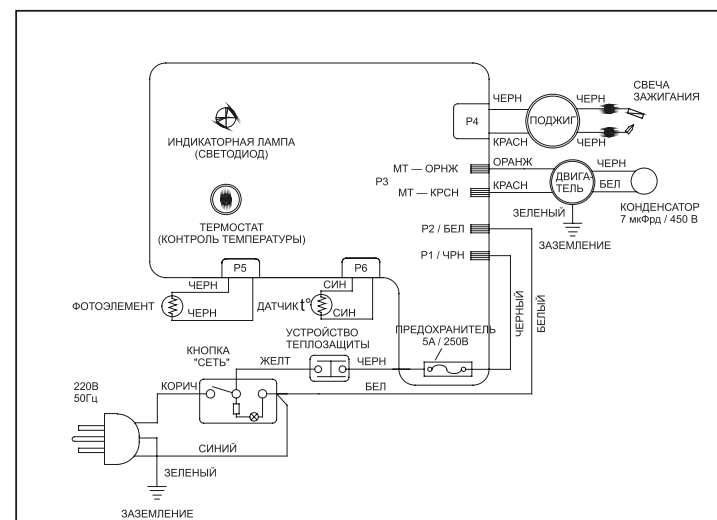 СВЕЧА
ЗАЖИГАНИЯ
ЧЕРН
ЧЕРН
P4
ПОДЖИГ
КРАСН
ЧЕРН
ИНДИКАТОРНАЯ ЛАМПА
(СВЕТОДИОД)
МТ — ОРНЖ
ОРАНЖ
ЧЕРН
P3
ДВИГА-
ТЕЛЬ
МТ — КРСН
КРАСН
БЕЛ
КОНДЕНСАТОР
7 мкФрд / 450 В
ТЕРМОСТАТ
(КОНТРОЛЬ ТЕМПЕРАТУРЫ)
ЗЕЛЕНЫЙ
P2 / БЕЛ
ЗАЗЕМЛЕНИЕ
P1 / ЧРН
P5
P6
ЧЕРН
СИН
ФОТОЭЛЕМЕНТ
ДАТЧИК t°
ЧЕРН
СИН
ЧЕРНЫЙ
БЕЛЫЙ
УСТРОЙСТВО
ТЕПЛОЗАЩИТЫ
ПРЕДОХРАНИТЕЛЬ
5А / 250В
КНОПКА
"СЕТЬ"
ЖЕЛТ
ЧЕРН
220В
50Гц
КОРИЧ
БЕЛ
СИНИЙ
ЗЕЛЕНЫЙ
ЗАЗЕМЛЕНИЕ